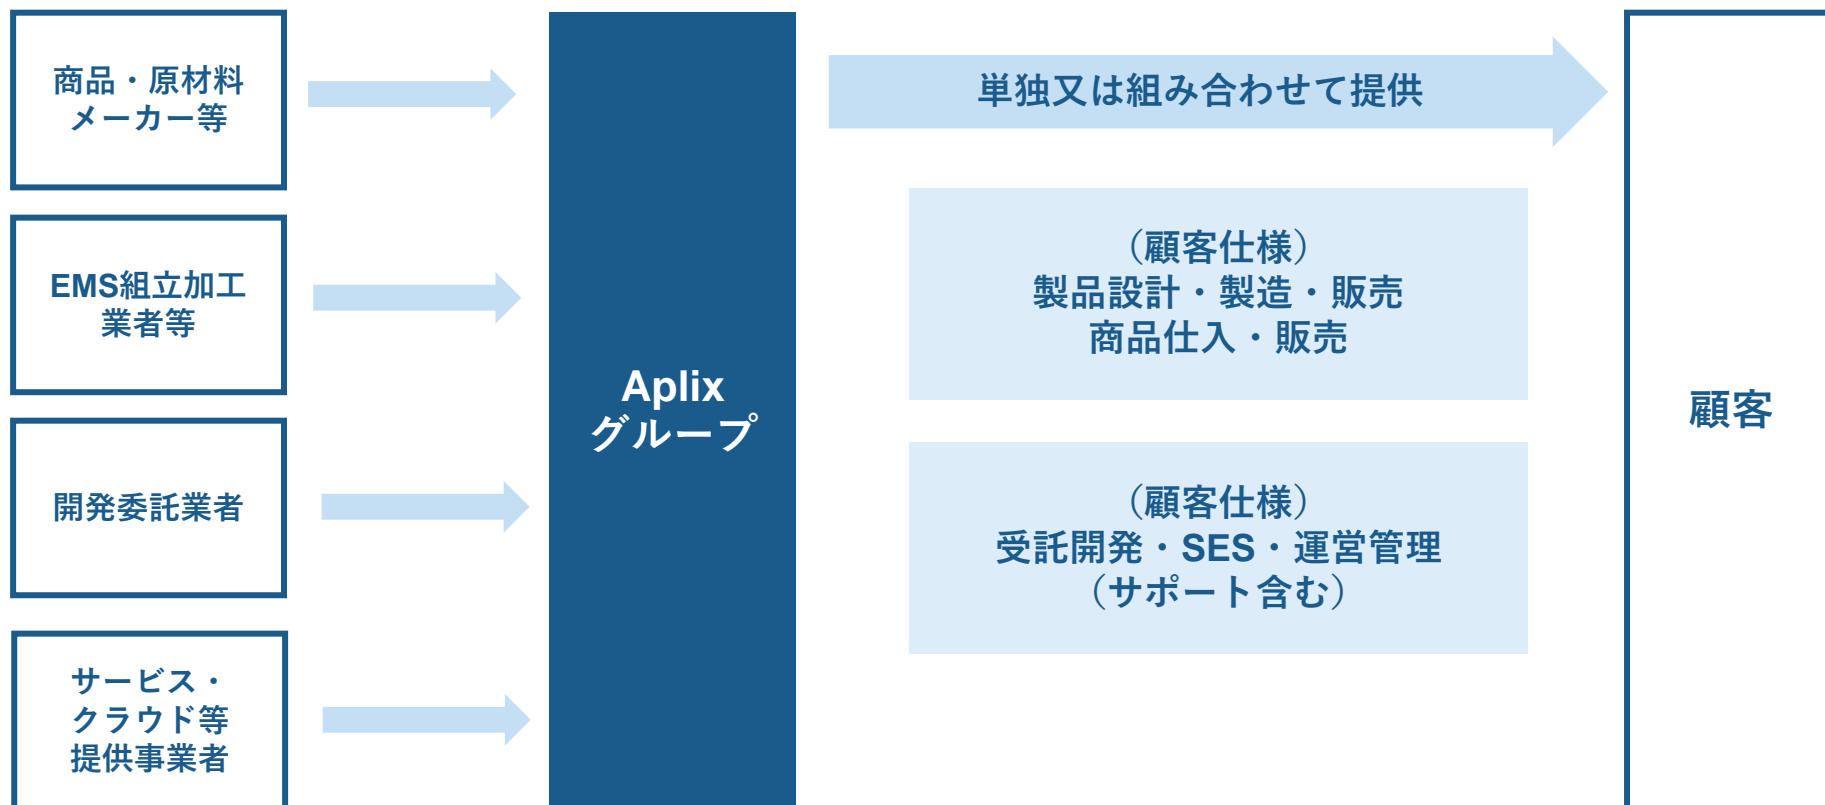 商品・原材料
メーカー等
EMS組立加工
業者等
開発委託業者
サービス・
クラウド等
提供事業者
Aplix
グループ
単独又は組み合わせて提供
（顧客仕様）
製品設計・製造・販売
商品仕入・販売
（顧客仕様）
受託開発・SES・運営管理
（サポート含む）
顧客